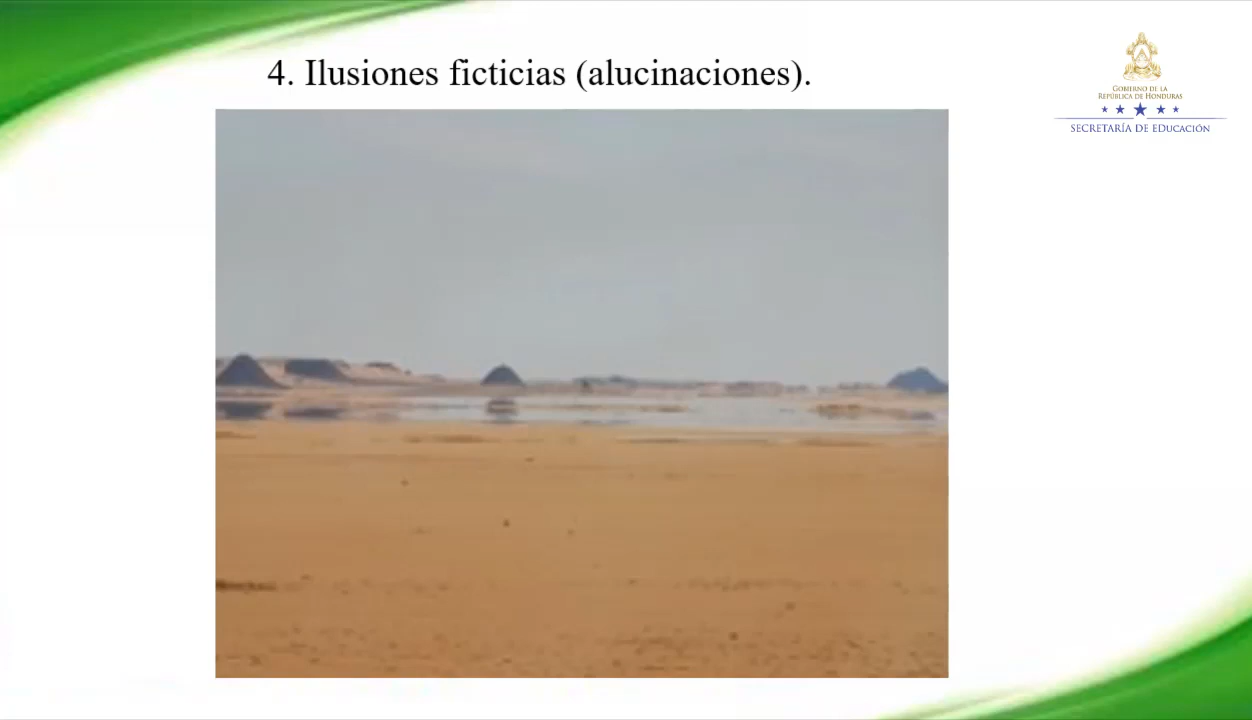 4. Ilusiones ficticias (alucinaciones).
GOBIERNO DE LA
REPÚBLICA DE HONDURAS
SECRETARÍA DE EDUCACIÓN